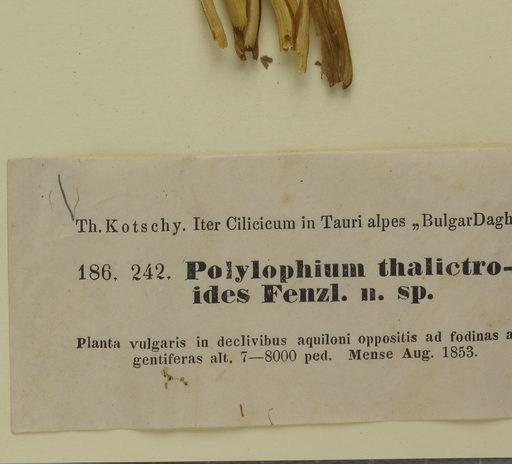 Th. Kotschy. Iter Cilicicum in Tauri alpes „BulgarDagh
186. 242. Polylophium thalictro-
ides Fenzl. n. sp.
Planta vulgaris in declivibus aquiloni oppositis ad fodinas a
gentiferas alt. 7—8000 ped. Mense Aug. 1853.